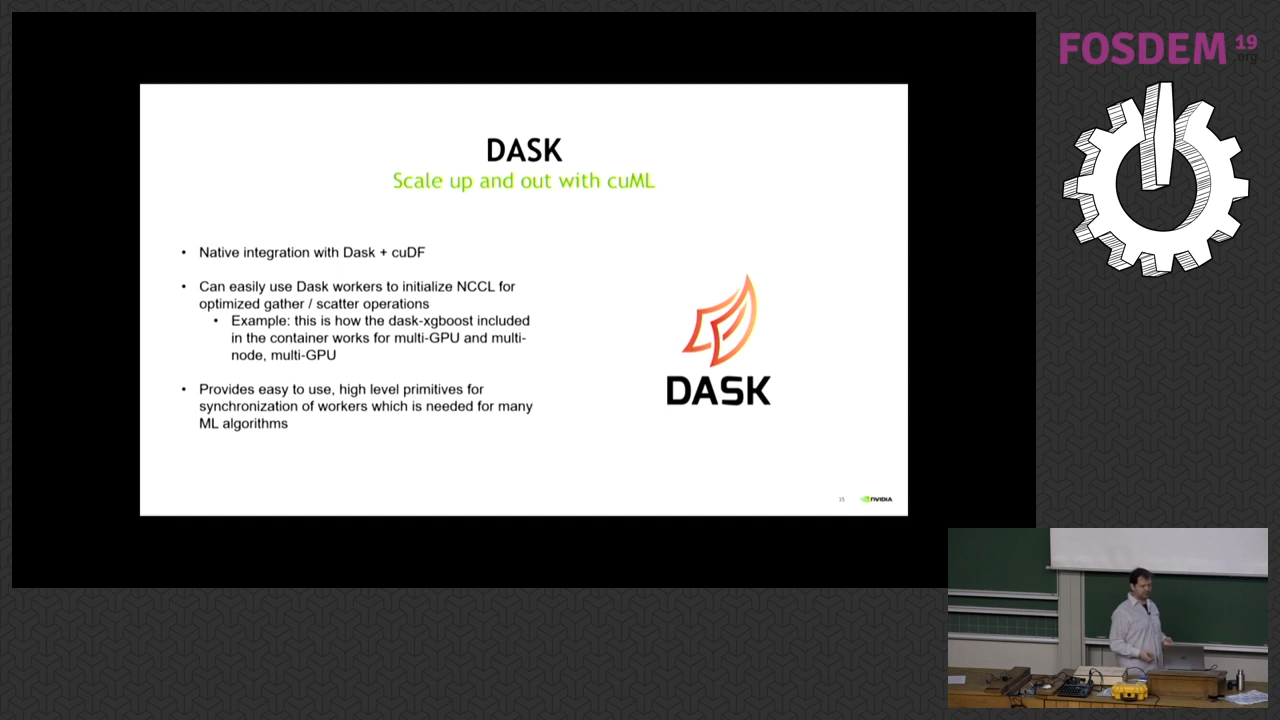 FOSDEM 19
.org
DASK
Scale up and out with cuML
• Native integration with Dask + cuDF
• Can easily use Dask workers to initialize NCCL for
optimized gather / scatter operations
• Example: this is how the dask-xgboost included
in the container works for multi-GPU and multi-
node, multi-GPU
• Provides easy to use, high level primitives for
synchronization of workers which is needed for many
ML algorithms
DASK
35 NVIDIA